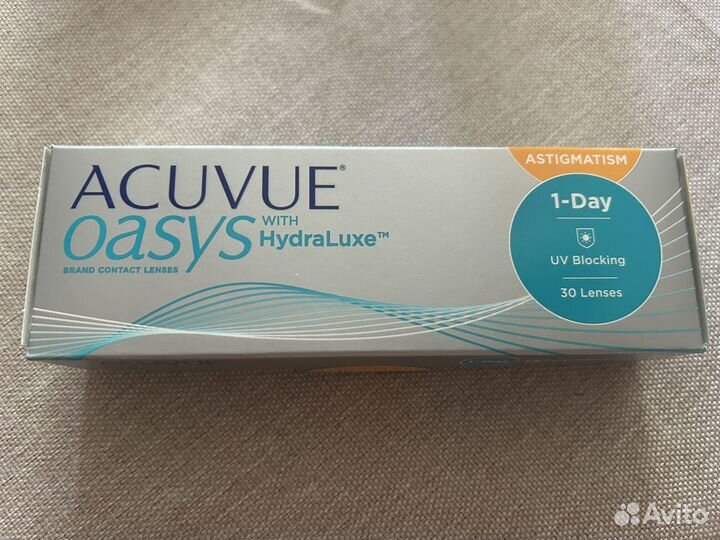 ASTIGMATISM
ACUVUE®
oasys WITH HydraLuxe™
BRAND CONTACT LENSES
1-Day
UV Blocking
30 Lenses
Avito